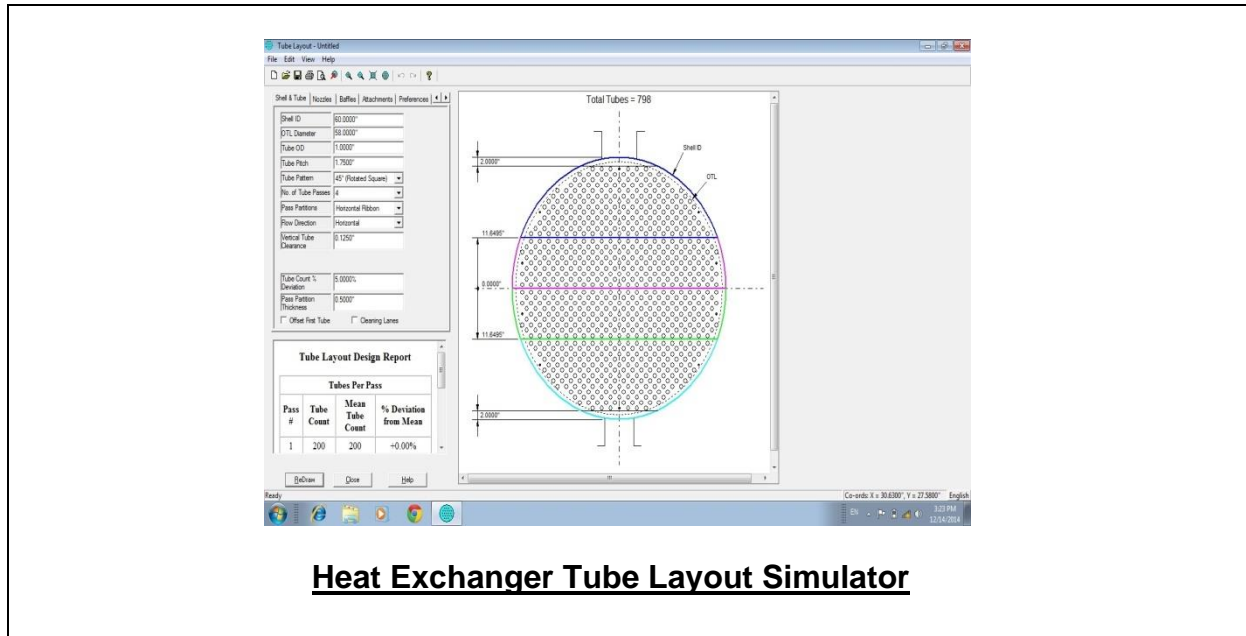 Tube Layout - Untitled
File Edit View Help
Shell & Tube Nozzles Baffles Attachments Preferences
Shell ID 60.0000"
OTL Diameter 58.0000"
Tube OD 1.0000"
Tube Pitch 1.7500"
Tube Pattern 45° (Rotated Square)
No. of Tube Passes 4
Pass Partitions Horizontal Ribbon
Flow Direction Horizontal
Vertical Tube Clearance 0.1250"
Tube Count % Deviation 5.0000%
Pass Partition Thickness 0.5000"
Offset First Tube Cleaning Lanes
Tube Layout Design Report
Tubes Per Pass
Pass # Tube Count Mean Tube Count % Deviation from Mean
1 200 200 +0.00%
ReDraw Close Help
Total Tubes = 798
Shell ID
OTL
2.0000"
11.6495"
0.0000"
11.6495"
2.0000"
Ready
Co-ords: X = 30.6300", Y = 27.5800" English
EN 3:23 PM
12/14/2014
Heat Exchanger Tube Layout Simulator